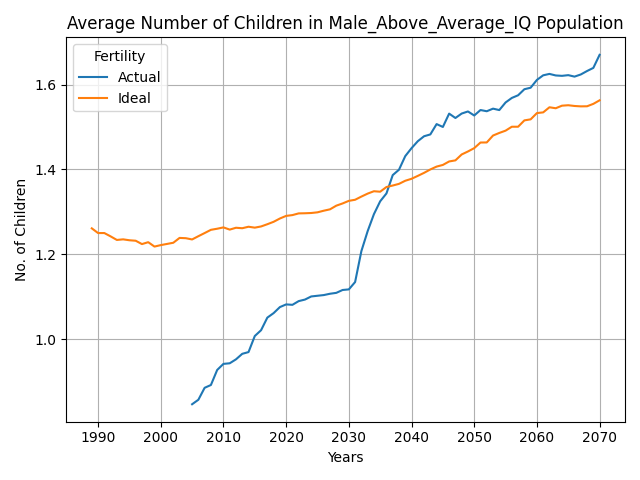 Average Number of Children in Male_Above_Average_IQ Population
Fertility
Actual
Ideal
No. of Children
1.6
1.4
1.2
1.0
1990 2000 2010 2020 2030 2040 2050 2060 2070
Years